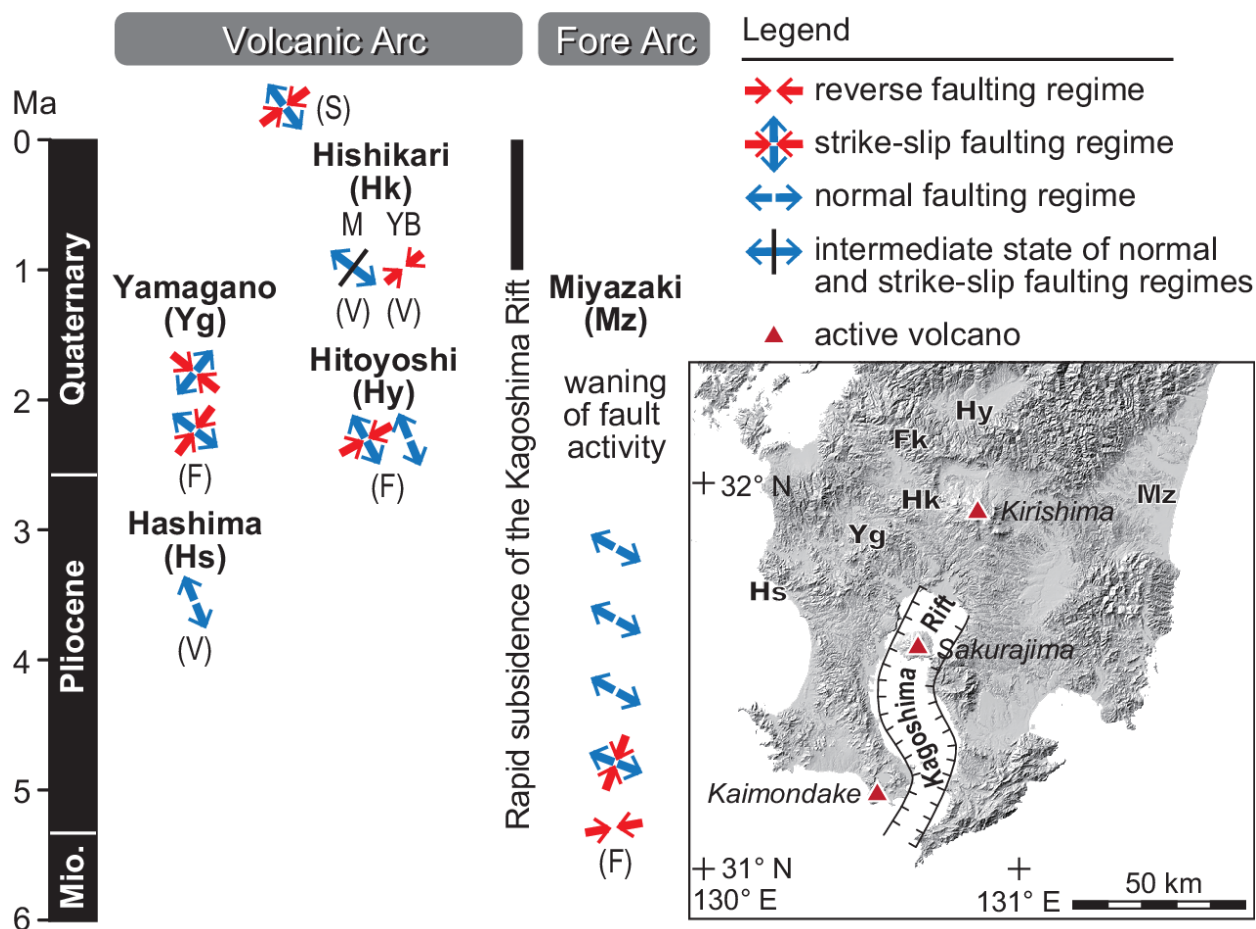 Volcanic Arc
Fore Arc
Legend
reverse faulting regime
strike-slip faulting regime
normal faulting regime
intermediate state of normal
and strike-slip faulting regimes
active volcano
Ma
0
1
2
3
4
5
6
Quaternary
Pliocene
Mio.
(S)
Hishikari
(Hk)
M
YB
(V)
(V)
Yamagano
(Yg)
(F)
Hitoyoshi
(Hy)
(F)
Hashima
(Hs)
(V)
Rapid subsidence of the Kagoshima Rift
Miyazaki
(Mz)
waning
of fault
activity
(F)
Hy
Fk
32° N
Hk
Mz
Kirishima
Yg
Hs
Kagoshima Rift
Sakurajima
Kaimondake
31° N
130° E
131° E
50 km